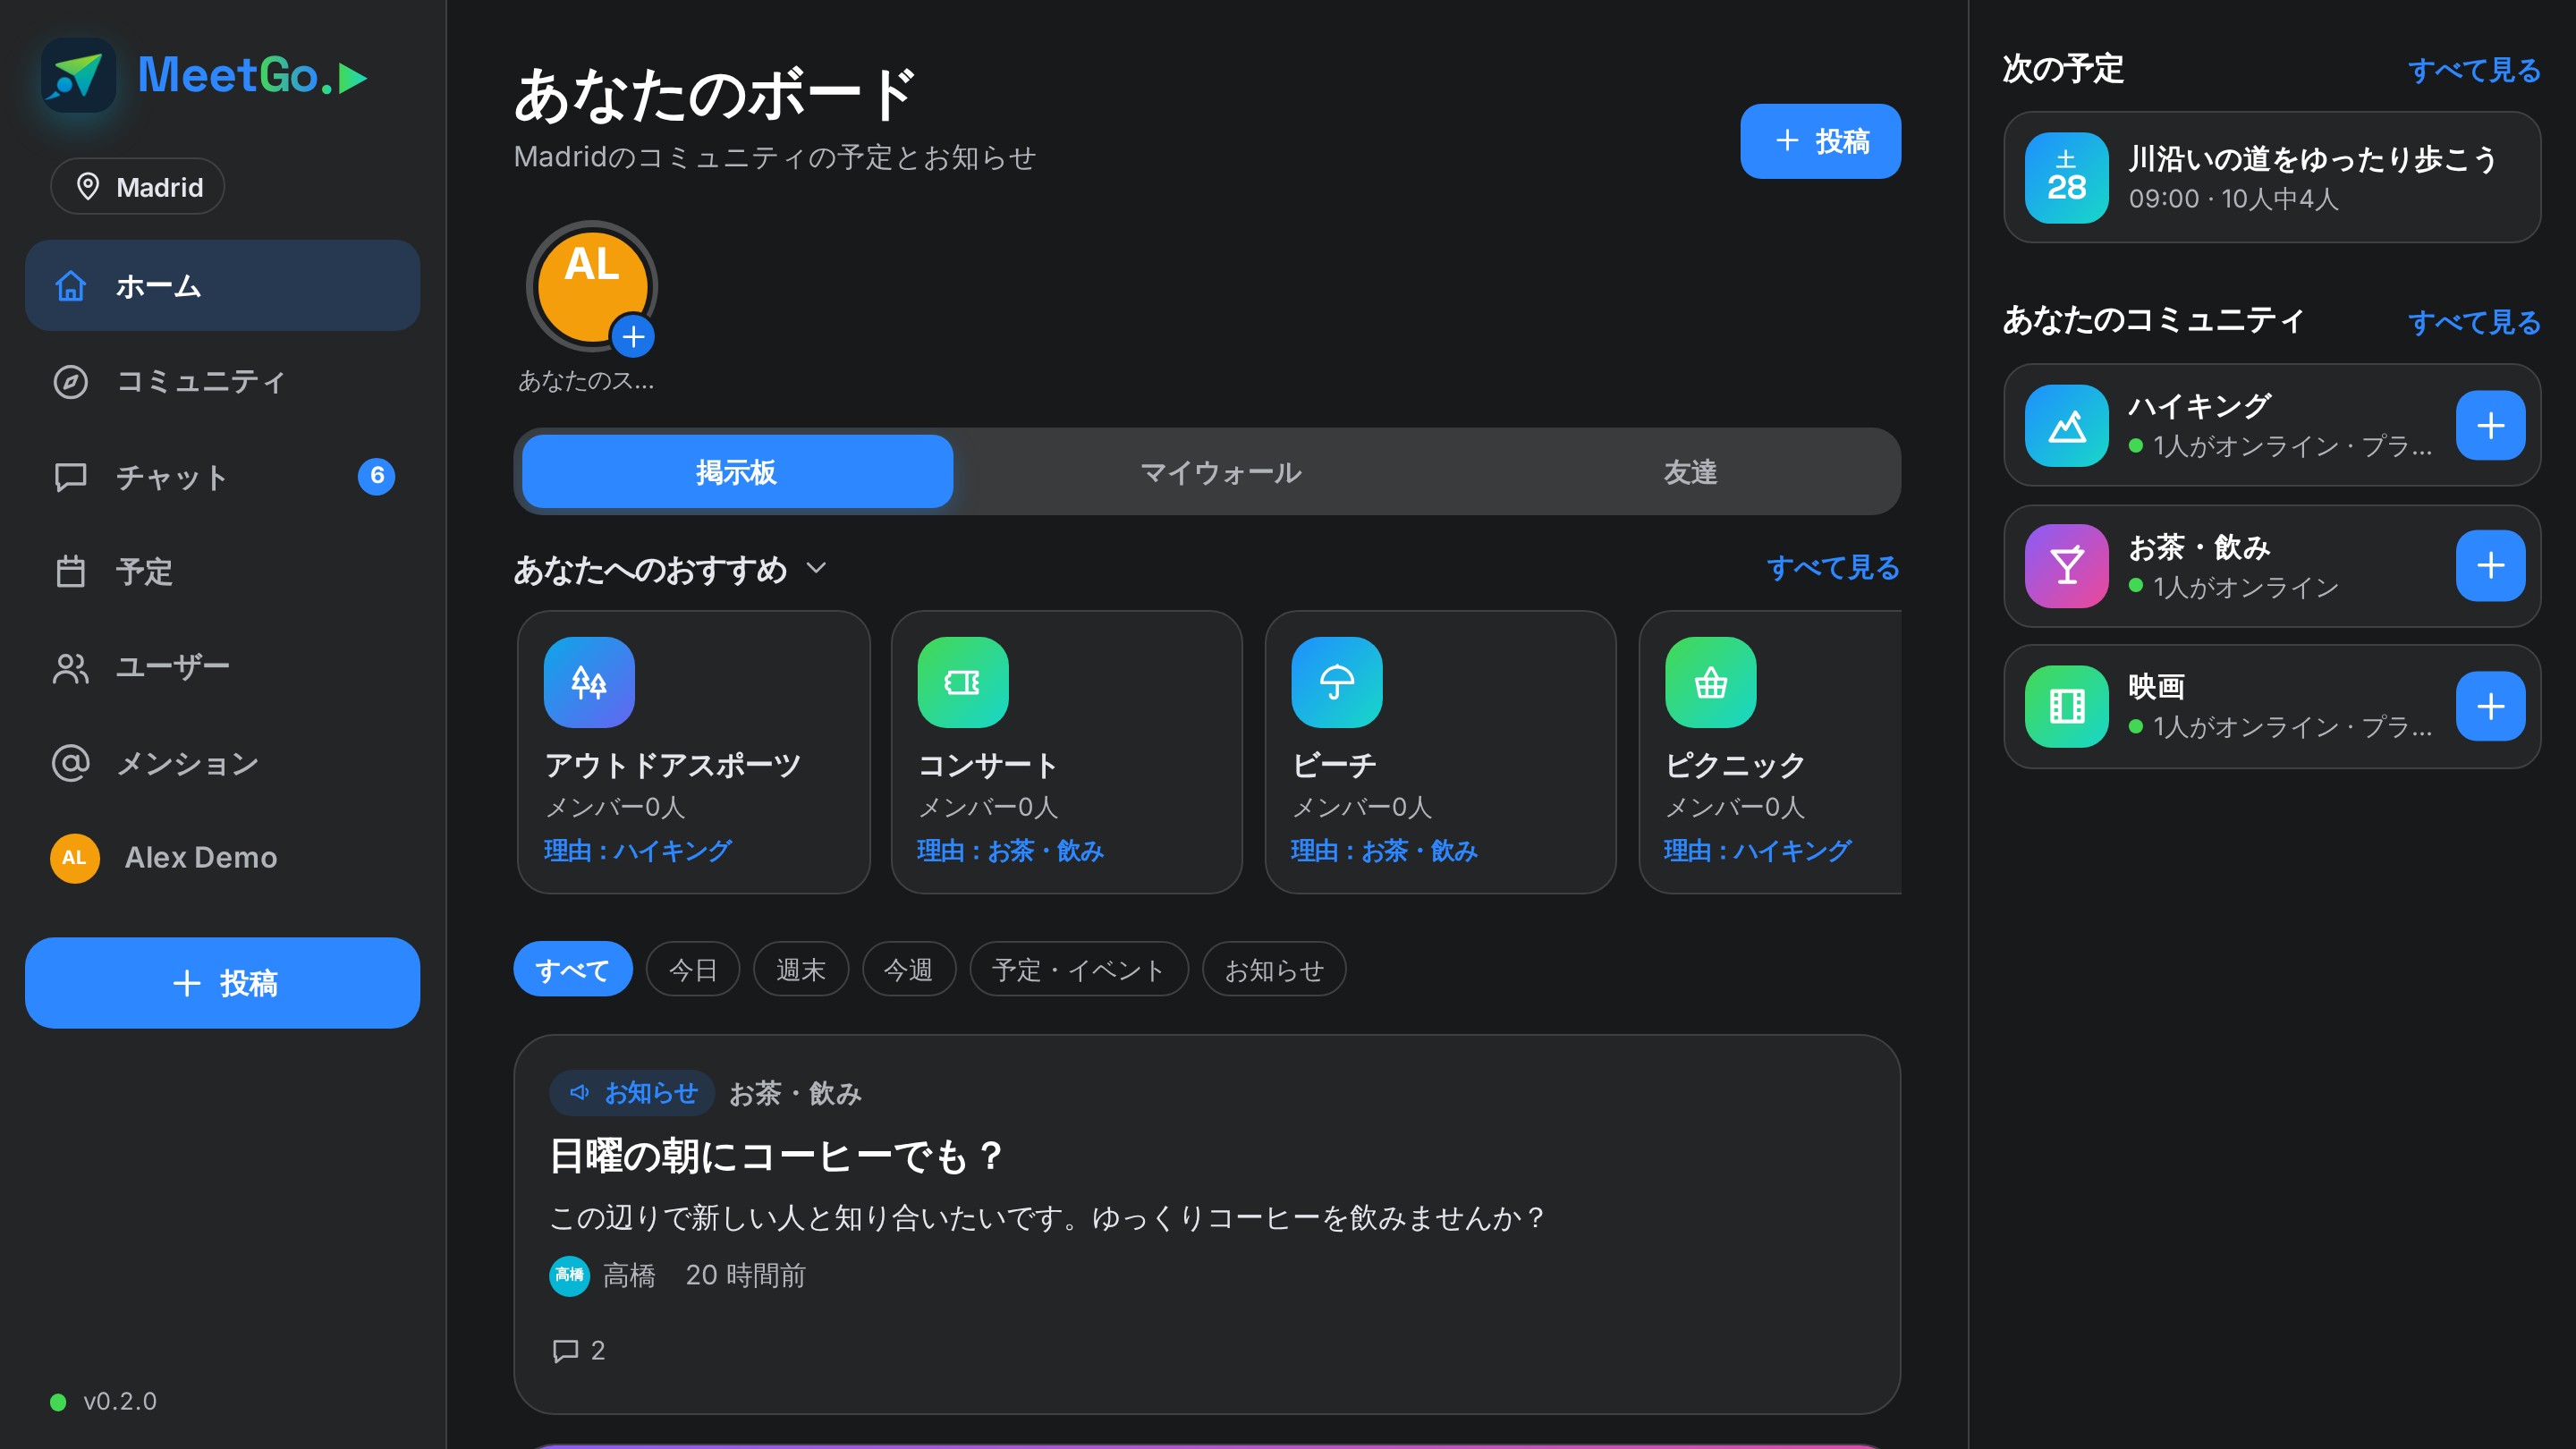 MeetGo.
Madrid
ホーム
コミュニティ
チャット
6
予定
ユーザー
メンション
AL
Alex Demo
投稿
v0.2.0
あなたのボード
Madridのコミュニティの予定とお知らせ
投稿
AL
あなたのス...
掲示板
マイウォール
友達
あなたへのおすすめ
すべて見る
アウトドアスポーツ
メンバー0人
理由：ハイキング
コンサート
メンバー0人
理由：お茶・飲み
ビーチ
メンバー0人
理由：お茶・飲み
ピクニック
メンバー0人
理由：ハイキング
すべて
今日
週末
今週
予定・イベント
お知らせ
お知らせ
お茶・飲み
日曜の朝にコーヒーでも？
この辺りで新しい人と知り合いたいです。ゆっくりコーヒーを飲みませんか？
高橋
高橋
20 時間前
2
次の予定
すべて見る
土
28
川沿いの道をゆったり歩こう
09:00 · 10人中4人
あなたのコミュニティ
すべて見る
ハイキング
1人がオンライン · プラ...
お茶・飲み
1人がオンライン
映画
1人がオンライン · プラ...